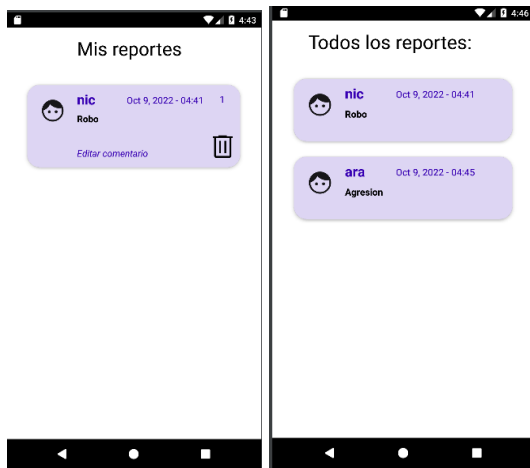 4:43
Mis reportes
nic Oct 9, 2022 - 04:41 1
Robo
Editar comentario
4:46
Todos los reportes:
nic Oct 9, 2022 - 04:41
Robo
ara Oct 9, 2022 - 04:45
Agresion